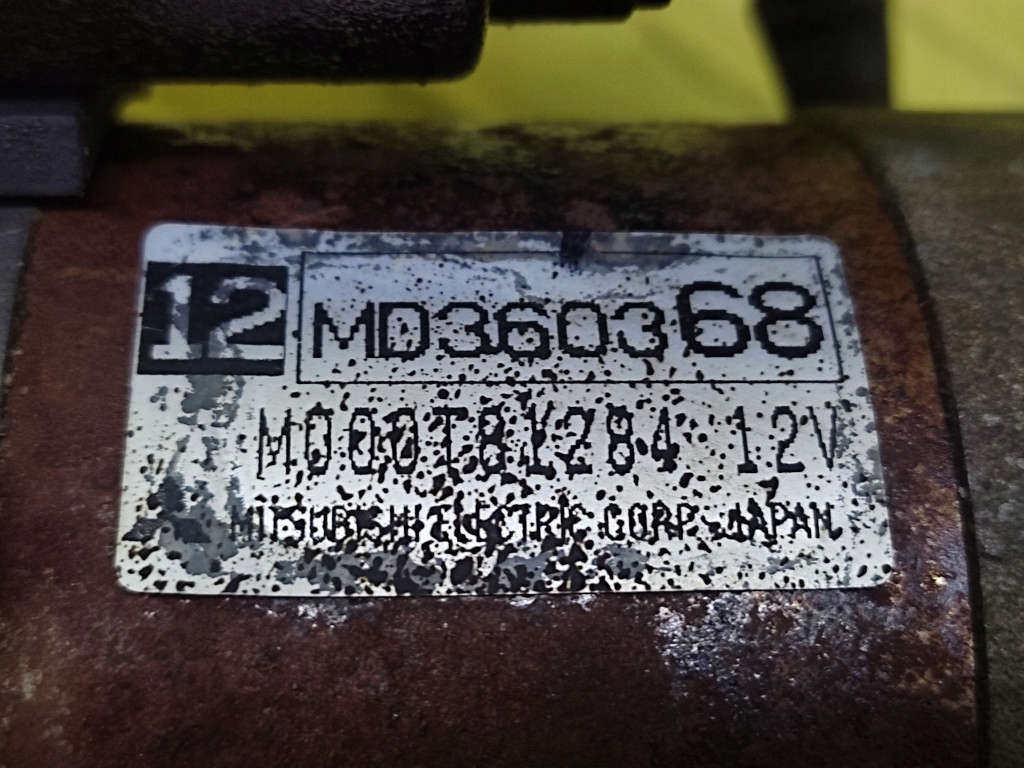 12 MD360368
M000T81284 12V
MITSUBISHI ELECTRIC CORP. JAPAN